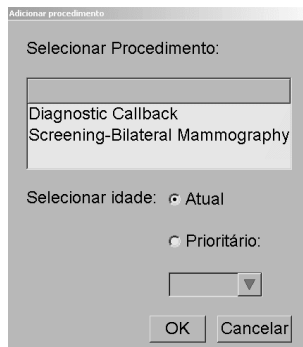 Adicionar procedimento
Selecionar Procedimento:
Diagnostic Callback
Screening-Bilateral Mammography
Selecionar idade: Atual
Prioritário:
OK Cancelar